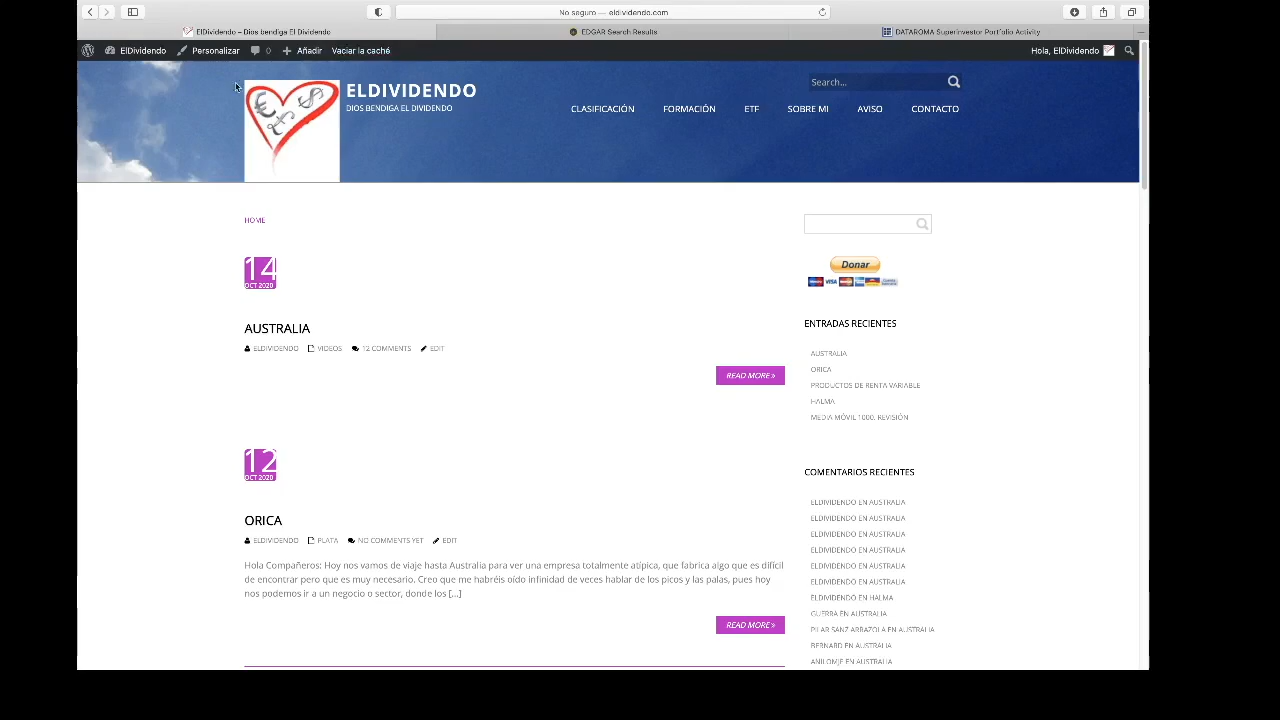 No seguro — eldividendo.com
ElDividendo – Dios bendiga El Dividendo
EDGAR Search Results
DATAROMA Superinvestor Portfolio Activity
ElDividendo
Personalizar
0
Añadir
Vaciar la caché
Hola, ElDividendo
ELDIVIDENDO
DIOS BENDIGA EL DIVIDENDO
Search...
CLASIFICACIÓN
FORMACIÓN
ETF
SOBRE MI
AVISO
CONTACTO
HOME
14
OCT 2020
AUSTRALIA
ELDIVIDENDO VIDEOS 12 COMMENTS EDIT
READ MORE »
12
OCT 2020
ORICA
ELDIVIDENDO PLATA NO COMMENTS YET EDIT
Hola Compañeros: Hoy nos vamos de viaje hasta Australia para ver una empresa totalmente atípica, que fabrica algo que es difícil
de encontrar pero que es muy necesario. Creo que me habréis oído infinidad de veces hablar de los picos y las palas, pues hoy
nos podemos ir a un negocio o sector, donde los [...]
READ MORE »
Donar
VISA
ENTRADAS RECIENTES
AUSTRALIA
ORICA
PRODUCTOS DE RENTA VARIABLE
HALMA
MEDIA MÓVIL 1000. REVISIÓN
COMENTARIOS RECIENTES
ELDIVIDENDO EN AUSTRALIA
ELDIVIDENDO EN AUSTRALIA
ELDIVIDENDO EN AUSTRALIA
ELDIVIDENDO EN AUSTRALIA
ELDIVIDENDO EN AUSTRALIA
ELDIVIDENDO EN AUSTRALIA
ELDIVIDENDO EN HALMA
GUERRA EN AUSTRALIA
PILAR SANZ ARRAZOLA EN AUSTRALIA
BERNARD EN AUSTRALIA
ANILOMJE EN AUSTRALIA